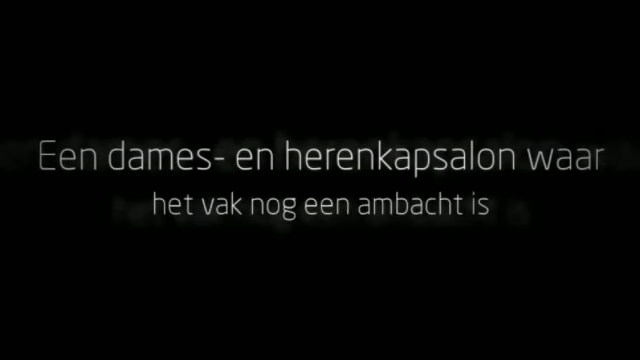 Een dames- en herenkapsalon waar
het vak nog een ambacht is